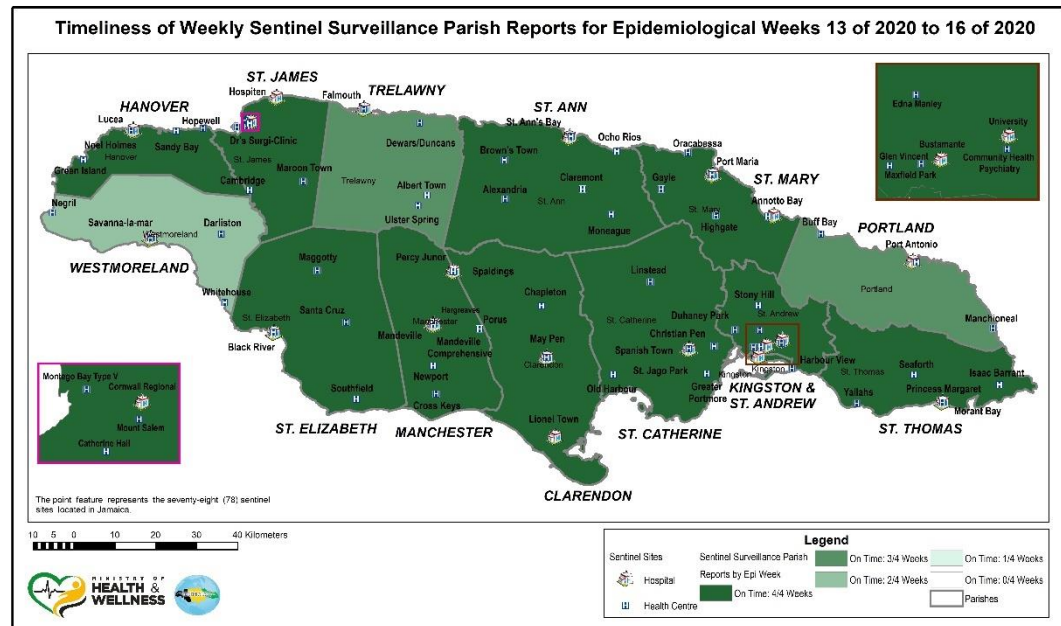 Timeliness of Weekly Sentinel Surveillance Parish Reports for Epidemiological Weeks 13 of 2020 to 16 of 2020
ST. JAMES
Hospiten
TRELAWNY
Falmouth
HANOVER
Lucea
Hopewell
Noel Holmes
Hanover
Sandy Bay
Green Island
Dr's Surgi-Clinic
St. James
Maroon Town
Cambridge
Dewars/Duncans
Trelawny
Albert Town
Ulster Spring
ST. ANN
St. Ann's Bay
Ocho Rios
Brown's Town
Claremont
Alexandria
St. Ann
Moneague
Oracabessa
Port Maria
Gayle
ST. MARY
Annotto Bay
St. Mary
Highgate
Buff Bay
PORTLAND
Port Antonio
Portland
Manchioneal
Edna Manley
University
Bustamante
Glen Vincent
Community Health
Psychiatry
Maxfield Park
Negril
Savanna-la-mar
Darliston
Westmoreland
WESTMORELAND
Whitehouse
Maggotty
St. Elizabeth
Santa Cruz
Black River
Southfield
ST. ELIZABETH
Percy Junor
Spaldings
Hargreaves
Manchester
Mandeville
Porus
Mandeville
Comprehensive
Newport
Cross Keys
MANCHESTER
Chapleton
May Pen
Clarendon
Lionel Town
CLARENDON
Linstead
St. Catherine
Christian Pen
Spanish Town
St. Jago Park
Old Harbour
Greater
Portmore
ST. CATHERINE
Stony Hill
St. Andrew
Duhaney Park
Kingston
Kingston
Harbour View
KINGSTON &
ST. ANDREW
St. Thomas
Seaforth
Isaac Barrant
Yallahs
Princess Margaret
Morant Bay
ST. THOMAS
Montego Bay Type V
Cornwall Regional
Mount Salem
Catherine Hall
The point feature represents the seventy-eight (78) sentinel
sites located in Jamaica.
10 5 0 10 20 30 40 Kilometers
MINISTRY OF
HEALTH &
WELLNESS
Legend
Sentinel Sites
Hospital
Health Centre
Sentinel Surveillance Parish
Reports by Epi Week
On Time: 4/4 Weeks
On Time: 3/4 Weeks
On Time: 2/4 Weeks
On Time: 1/4 Weeks
On Time: 0/4 Weeks
Parishes